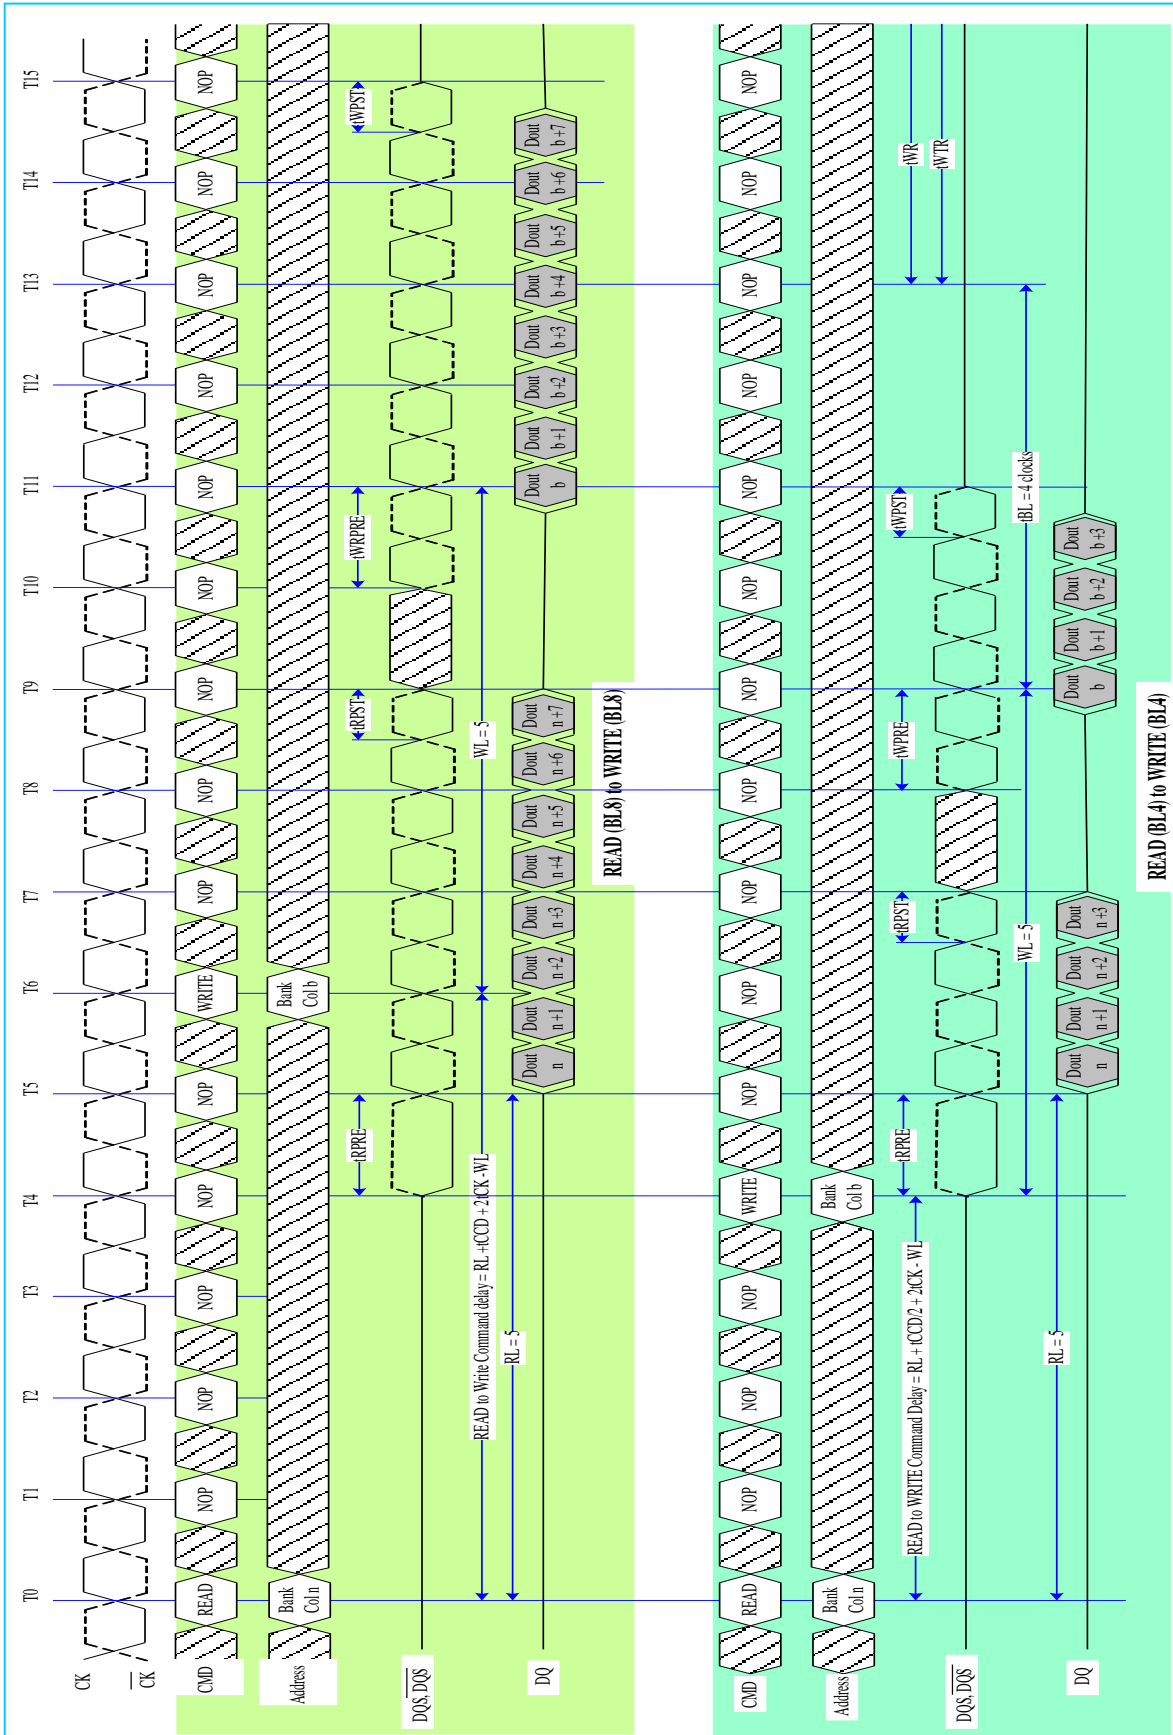 T0 T1 T2 T3 T4 T5 T6 T7 T8 T9 T10 T11 T12 T13 T14 T15
CK
CK
CMD READ NOP NOP NOP NOP NOP WRITE NOP NOP NOP NOP NOP NOP NOP NOP NOP
Address Bank Col n Bank Col b
tRPRE tRPST tWRPRE tWPST
DQS, DQS
READ to Write Command delay = RL +tCCD + 2tCK -WL WL = 5
RL = 5
DQ Dout n Dout n +1 Dout n +2 Dout n +3 Dout n +4 Dout n +5 Dout n +6 Dout n +7 Dout b Dout b +1 Dout b +2 Dout b +3 Dout b +4 Dout b +5 Dout b +6 Dout b +7
READ (BL8) to WRITE (BL8)
CMD READ NOP NOP NOP WRITE NOP NOP NOP NOP NOP NOP NOP NOP NOP NOP NOP
Address Bank Col n Bank Col b
tRPRE tRPST tWPRE tWPST tWR
READ to WRITE Command Delay = RL + tCCD/2 + 2tCK - WL
tWTR
DQS, DQS
WL = 5 tBL = 4 clocks
RL = 5
DQ Dout n Dout n +1 Dout n +2 Dout n +3 Dout b Dout b +1 Dout b +2 Dout b +3
READ (BL4) to WRITE (BL4)